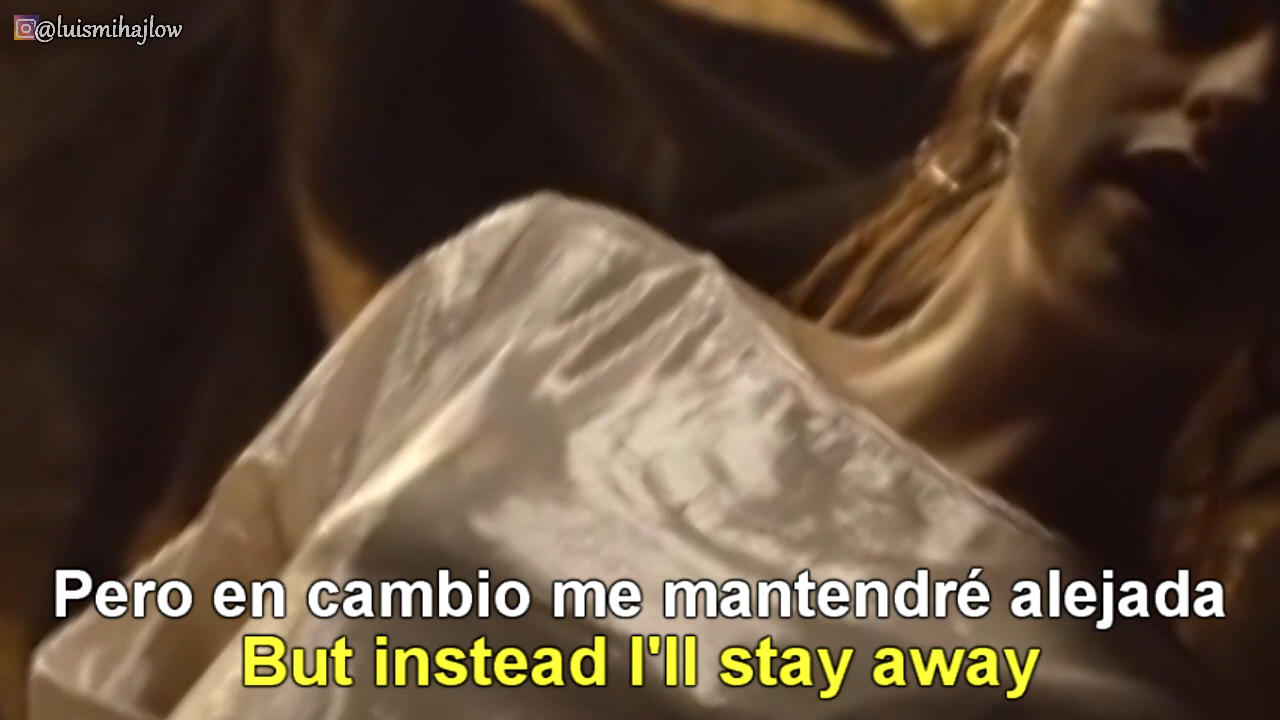 @luismihajlow
Pero en cambio me mantendré alejada
But instead I'll stay away